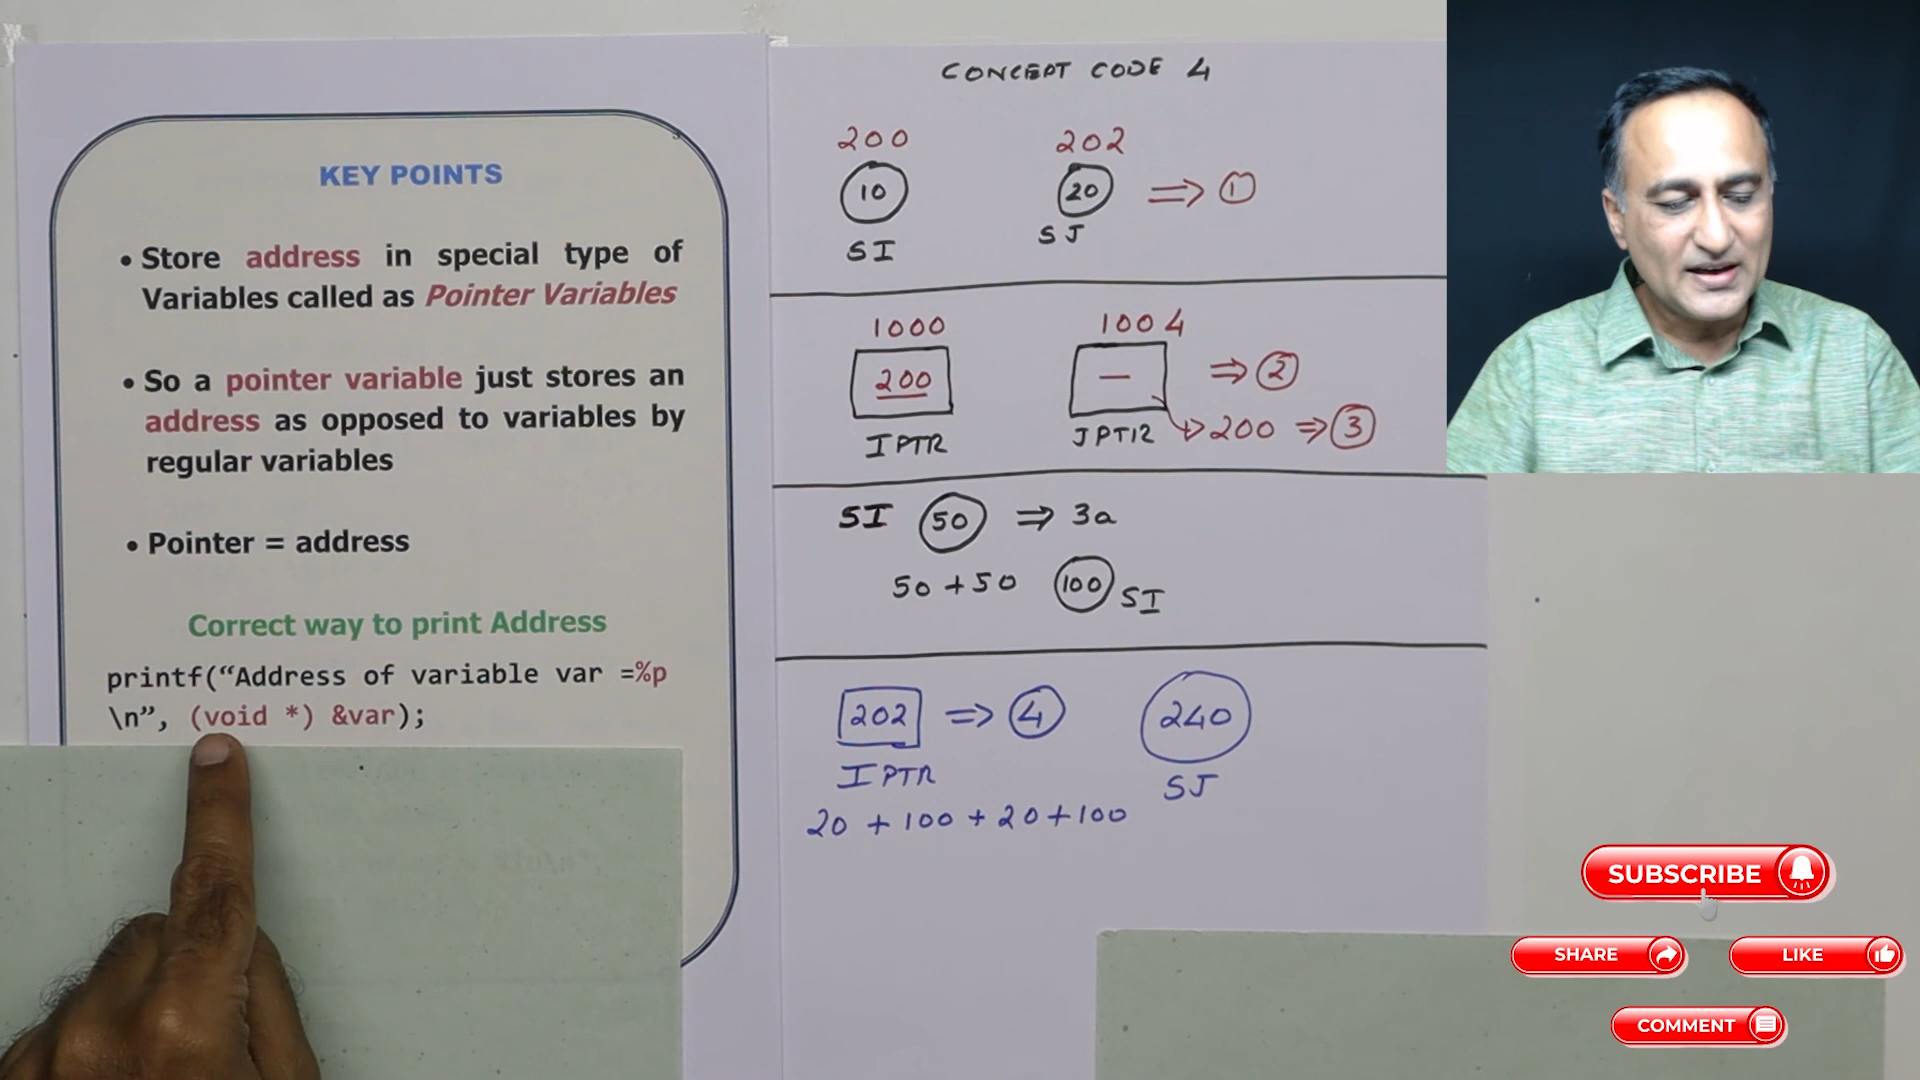 KEY POINTS
• Store address in special type of
Variables called as Pointer Variables
• So a pointer variable just stores an
address as opposed to variables by
regular variables
• Pointer = address
Correct way to print Address
printf(“Address of variable var =%p
\n”, (void *) &var);
CONCEPT CODE 4
200 202
10 20 ⇒ 1
SI SJ
1000 1004
200 — ⇒ 2
IPTR JPTR → 200 ⇒ 3
SI 50 ⇒ 3a
50 + 50 100 SI
202 ⇒ 4 240
IPTR SJ
20 + 100 + 20 + 100
SUBSCRIBE
SHARE LIKE
COMMENT